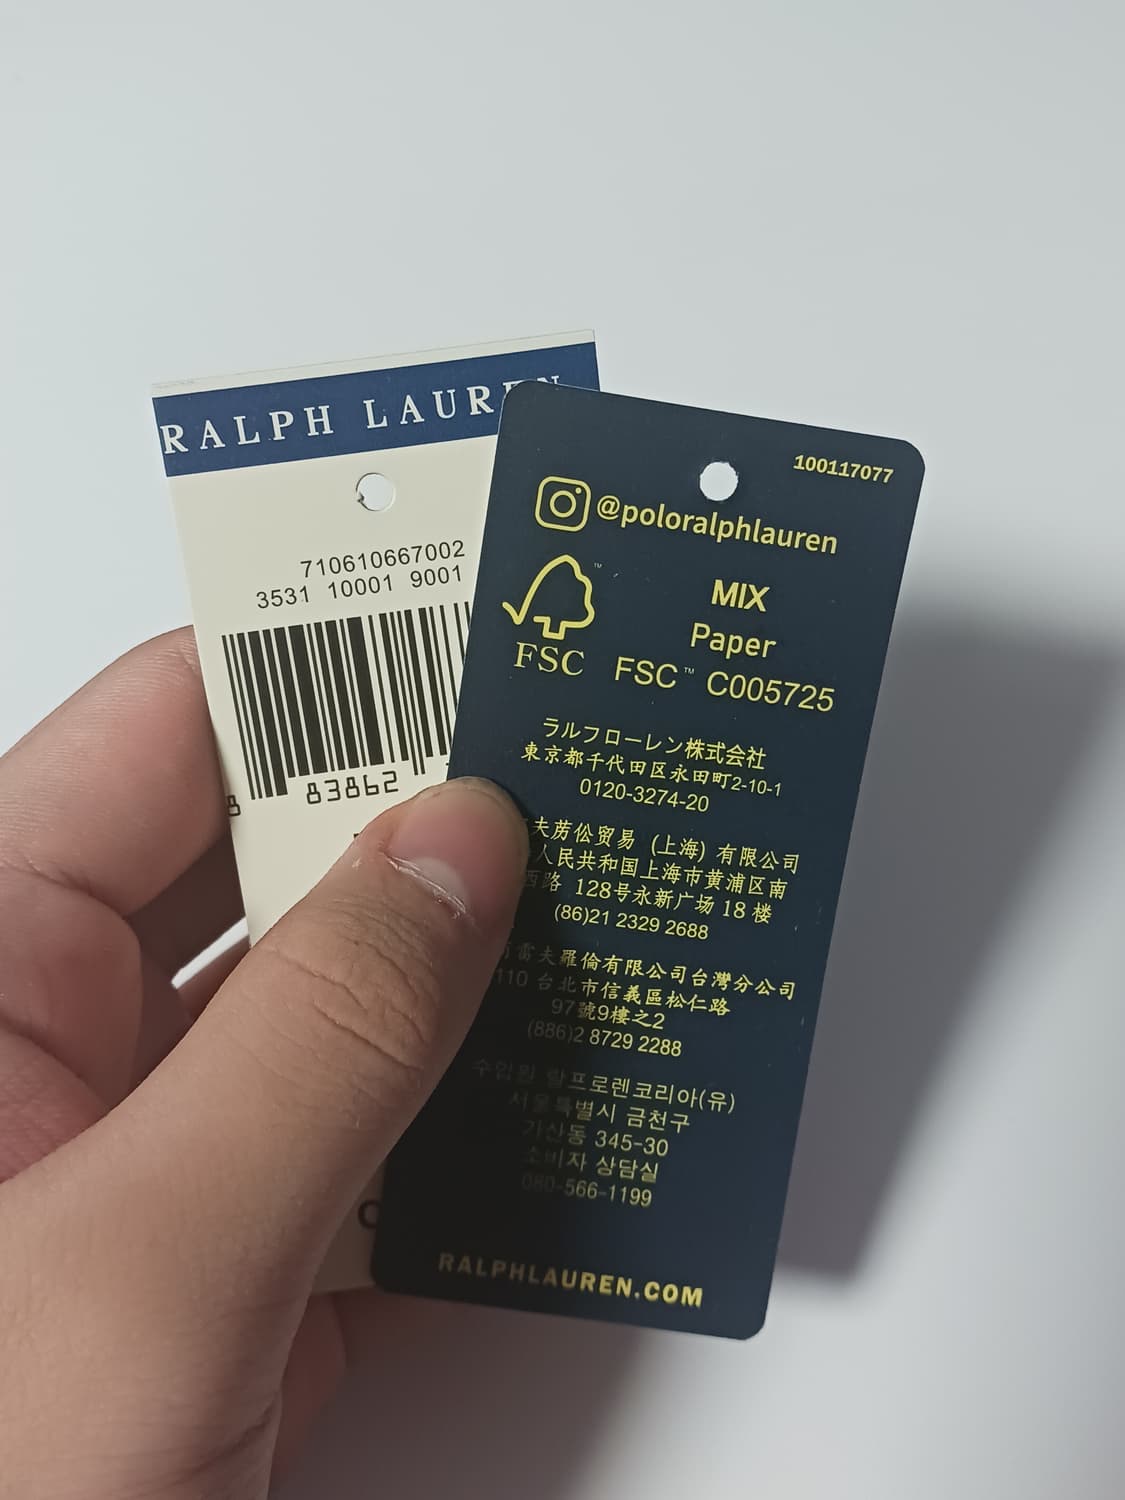 RALPH LAUREN
710610667002
3531 10001 9001
8 83862
100117077
@poloralphlauren
MIX
Paper
FSC
FSC™ C005725
ラルフローレン株式会社
東京都千代田区永田町2-10-1
0120-3274-20
夫劳伦贸易 (上海) 有限公司
人民共和国上海市黄浦区南
西路 128号永新广场 18 楼
(86)21 2329 2688
雷夫羅倫有限公司台灣分公司
110 台北市信義區松仁路
97號9樓之2
(886)2 8729 2288
수입원 랄프로렌코리아(유)
서울특별시 금천구
가산동 345-30
소비자 상담실
080-566-1199
RALPHLAUREN.COM